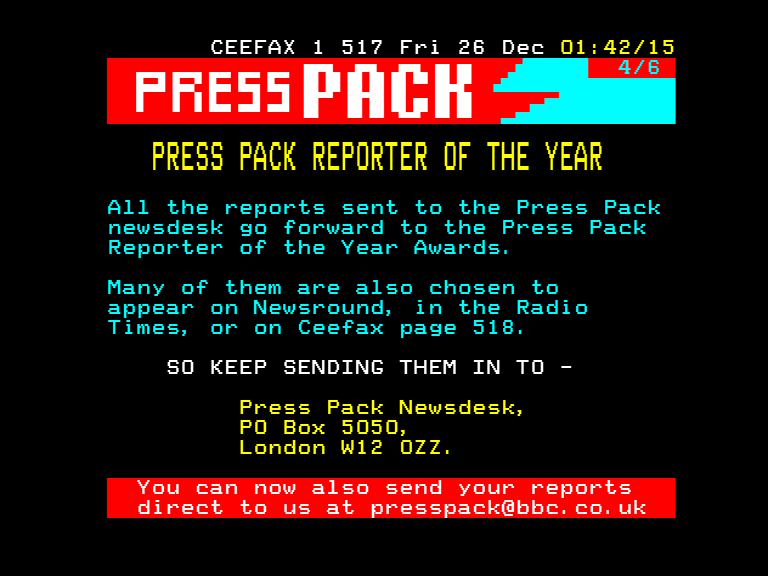 CEEFAX 1 517 Fri 26 Dec 01:42/15
4/6
PRESS PACK
PRESS PACK REPORTER OF THE YEAR
All the reports sent to the Press Pack
newsdesk go forward to the Press Pack
Reporter of the Year Awards.
Many of them are also chosen to
appear on Newsround, in the Radio
Times, or on Ceefax page 518.
SO KEEP SENDING THEM IN TO -
Press Pack Newsdesk,
PO Box 5050,
London W12 0ZZ.
You can now also send your reports
direct to us at presspack@bbc.co.uk